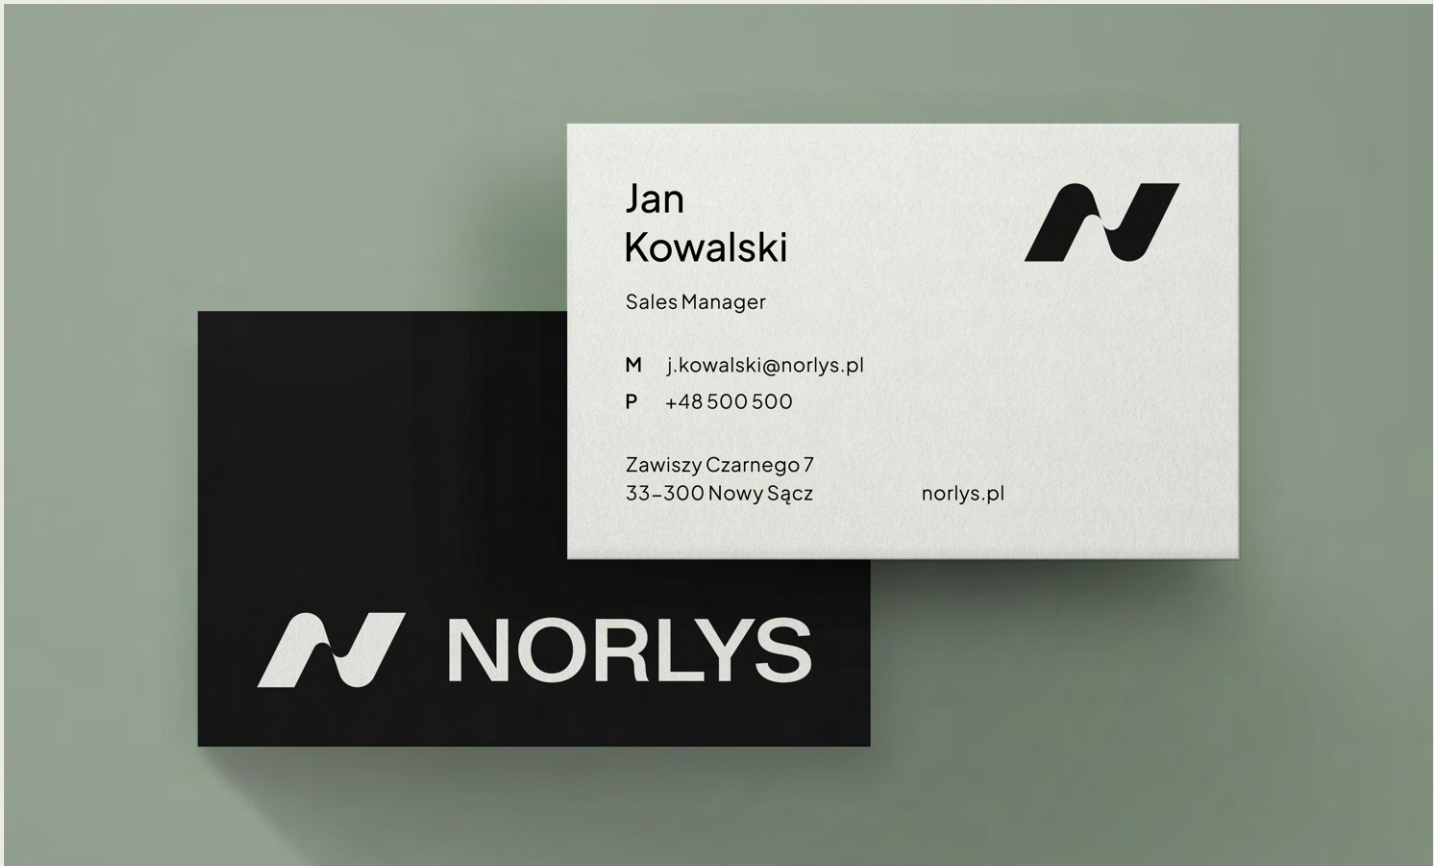 Jan
Kowalski
Sales Manager
M j.kowalski@norlys.pl
P +48 500 500
Zawiszy Czarnego 7
33-300 Nowy Sącz
norlys.pl
NORLYS